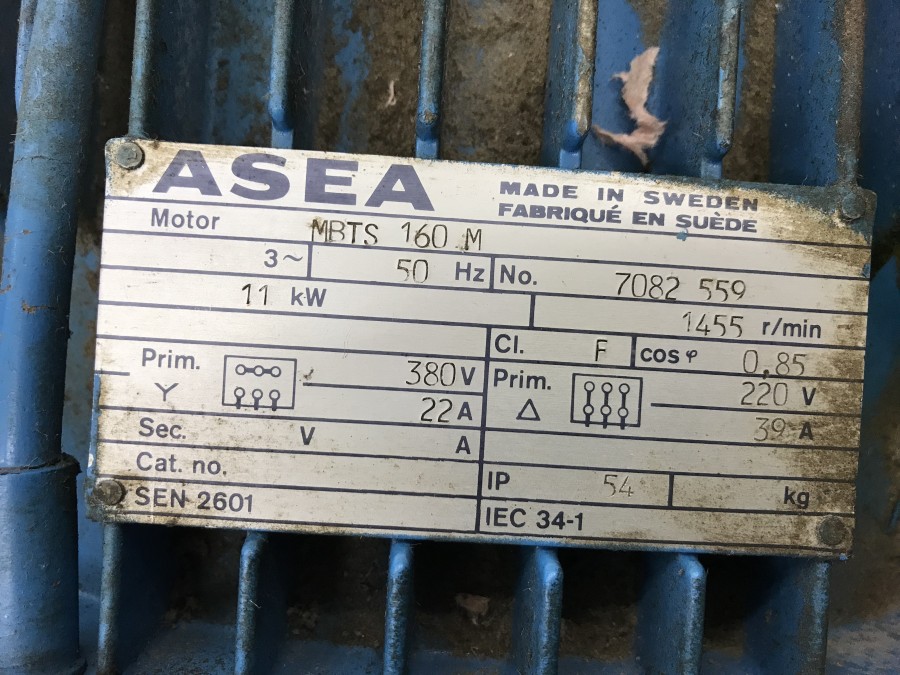 ASEA
MADE IN SWEDEN
FABRIQUÉ EN SUÈDE
Motor MBTS 160 M
3~ 50 Hz No. 7082 559
11 kW 1455 r/min
Cl. F cos φ 0,85
Prim. Y 380 V 22 A
Prim. Δ 220 V 39 A
Sec. V A
Cat. no. IP 54 kg
SEN 2601 IEC 34-1